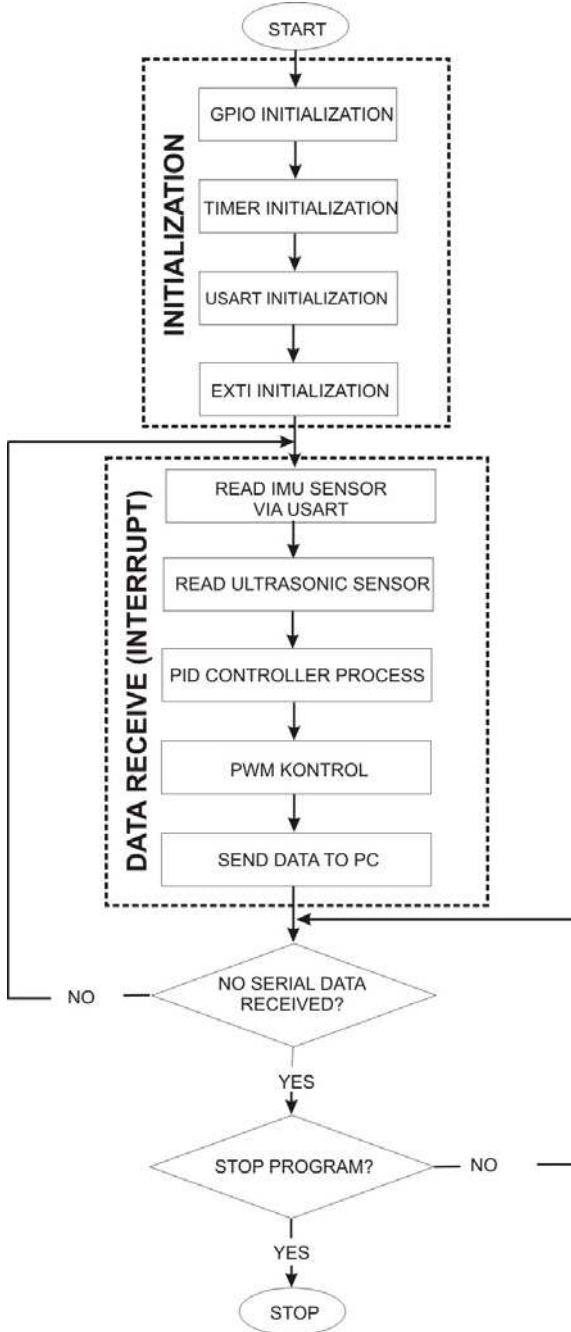 START
INITIALIZATION
GPIO INITIALIZATION
TIMER INITIALIZATION
USART INITIALIZATION
EXTI INITIALIZATION
DATA RECEIVE (INTERRUPT)
READ IMU SENSOR
VIA USART
READ ULTRASONIC SENSOR
PID CONTROLLER PROCESS
PWM KONTROL
SEND DATA TO PC
NO SERIAL DATA
RECEIVED?
NO
YES
STOP PROGRAM?
NO
YES
STOP